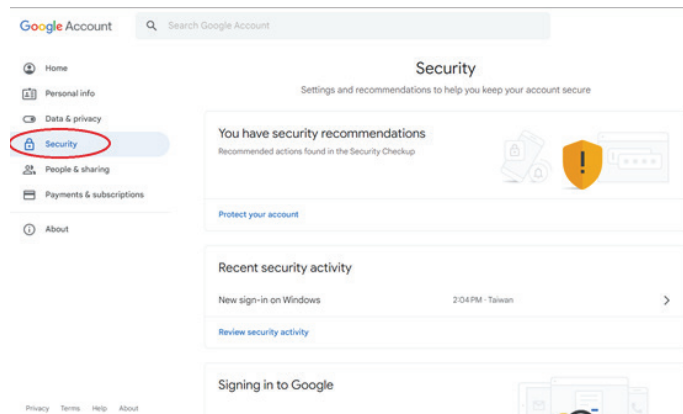 Google Account
Search Google Account
Home
Personal info
Data & privacy
Security
People & sharing
Payments & subscriptions
About
Privacy Terms Help About
Security
Settings and recommendations to help you keep your account secure
You have security recommendations
Recommended actions found in the Security Checkup
Protect your account
Recent security activity
New sign-in on Windows 2:04 PM · Taiwan
Review security activity
Signing in to Google